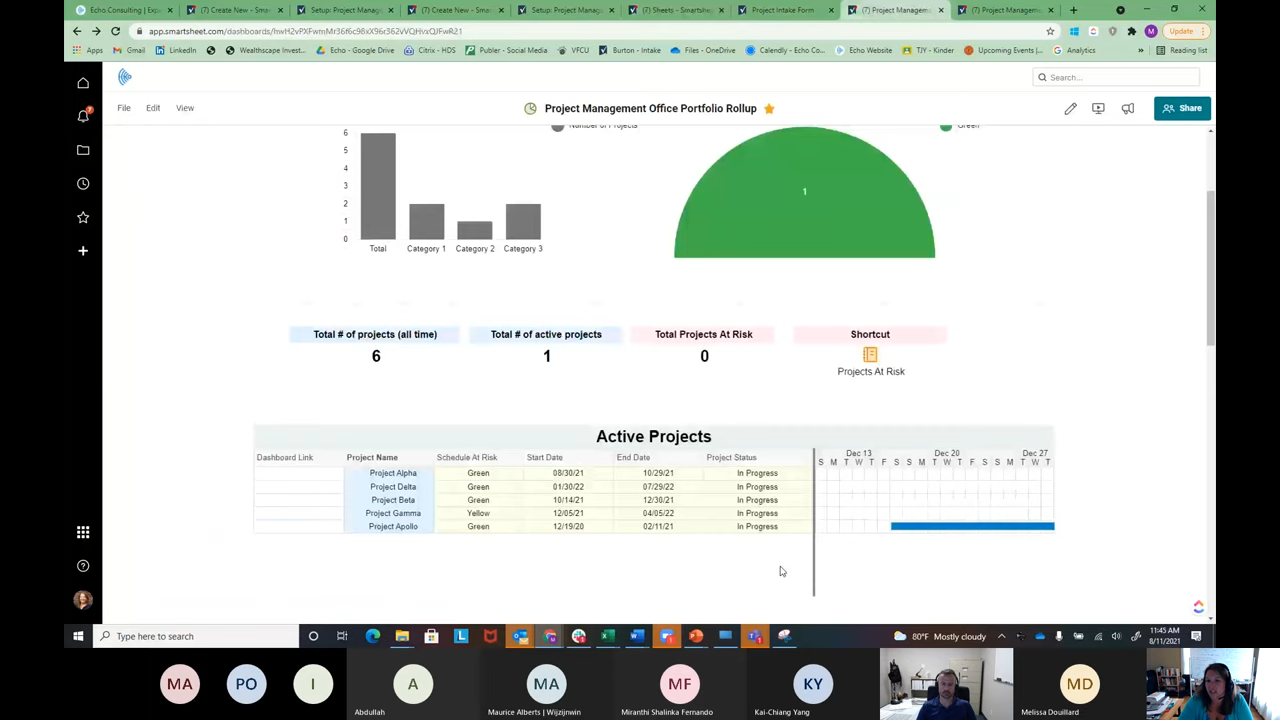 Echo Consulting | Exp
(7) Create New - Smar
Setup: Project Manage
(7) Create New - Smar
Setup: Project Manage
(7) Sheets - Smartshee
Project Intake Form
(7) Project Managem
(7) Project Manageme
app.smartsheet.com/dashboards/
Update
Apps
Gmail
LinkedIn
Wealthscape Invest...
Echo - Google Drive
Citrix - HDS
Publer - Social Media
VFCU
Burton - Intake
Files - OneDrive
Calendly - Echo Co...
Echo Website
TJY - Kinder
Upcoming Events |...
Analytics
»
Reading list
7
Search...
File
Edit
View
Project Management Office Portfolio Rollup
Share
6
5
4
3
2
1
0
Total
Category 1
Category 2
Category 3
Number of Projects
1
Green
Total # of projects (all time)
Total # of active projects
Total Projects At Risk
Shortcut
6
1
0
Projects At Risk
Active Projects
Dashboard Link Project Name Schedule At Risk Start Date End Date Project Status
Dec 13 Dec 20 Dec 27
S M T W T F S S M T W T F S S M T
Project Alpha Green 08/30/21 10/29/21 In Progress
Project Delta Green 01/30/22 07/29/22 In Progress
Project Beta Green 10/14/21 12/30/21 In Progress
Project Gamma Yellow 12/05/21 04/05/22 In Progress
Project Apollo Green 12/19/20 02/11/21 In Progress
Type here to search
80°F Mostly cloudy
11:45 AM
8/11/2021
MA
PO
I
A
Abdullah
MA
Maurice Alberts | Wijzijnwin
MF
Miranthi Shalinka Fernando
KY
Kai-Chiang Yang
MD
Melissa Douillard